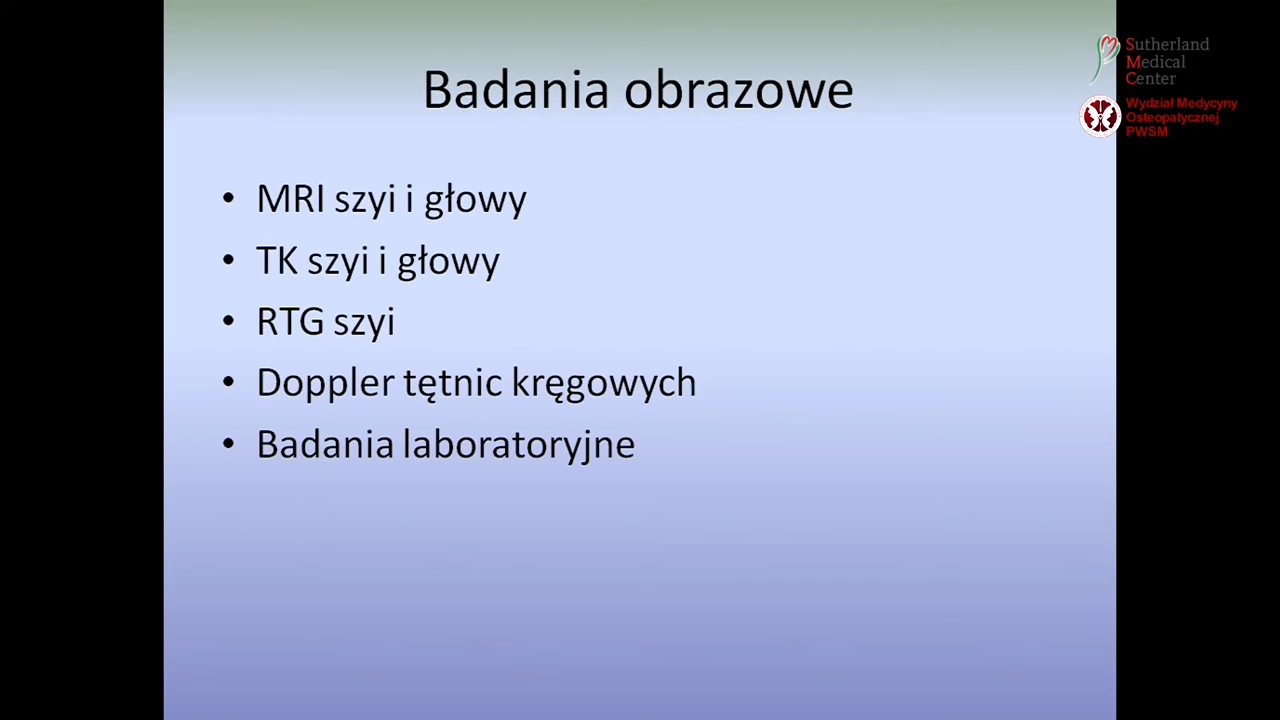 Badania obrazowe
• MRI szyi i głowy
• TK szyi i głowy
• RTG szyi
• Doppler tętnic kręgowych
• Badania laboratoryjne
Sutherland
Medical
Center
Wydział Medycyny
Osteopatycznej
PWSM